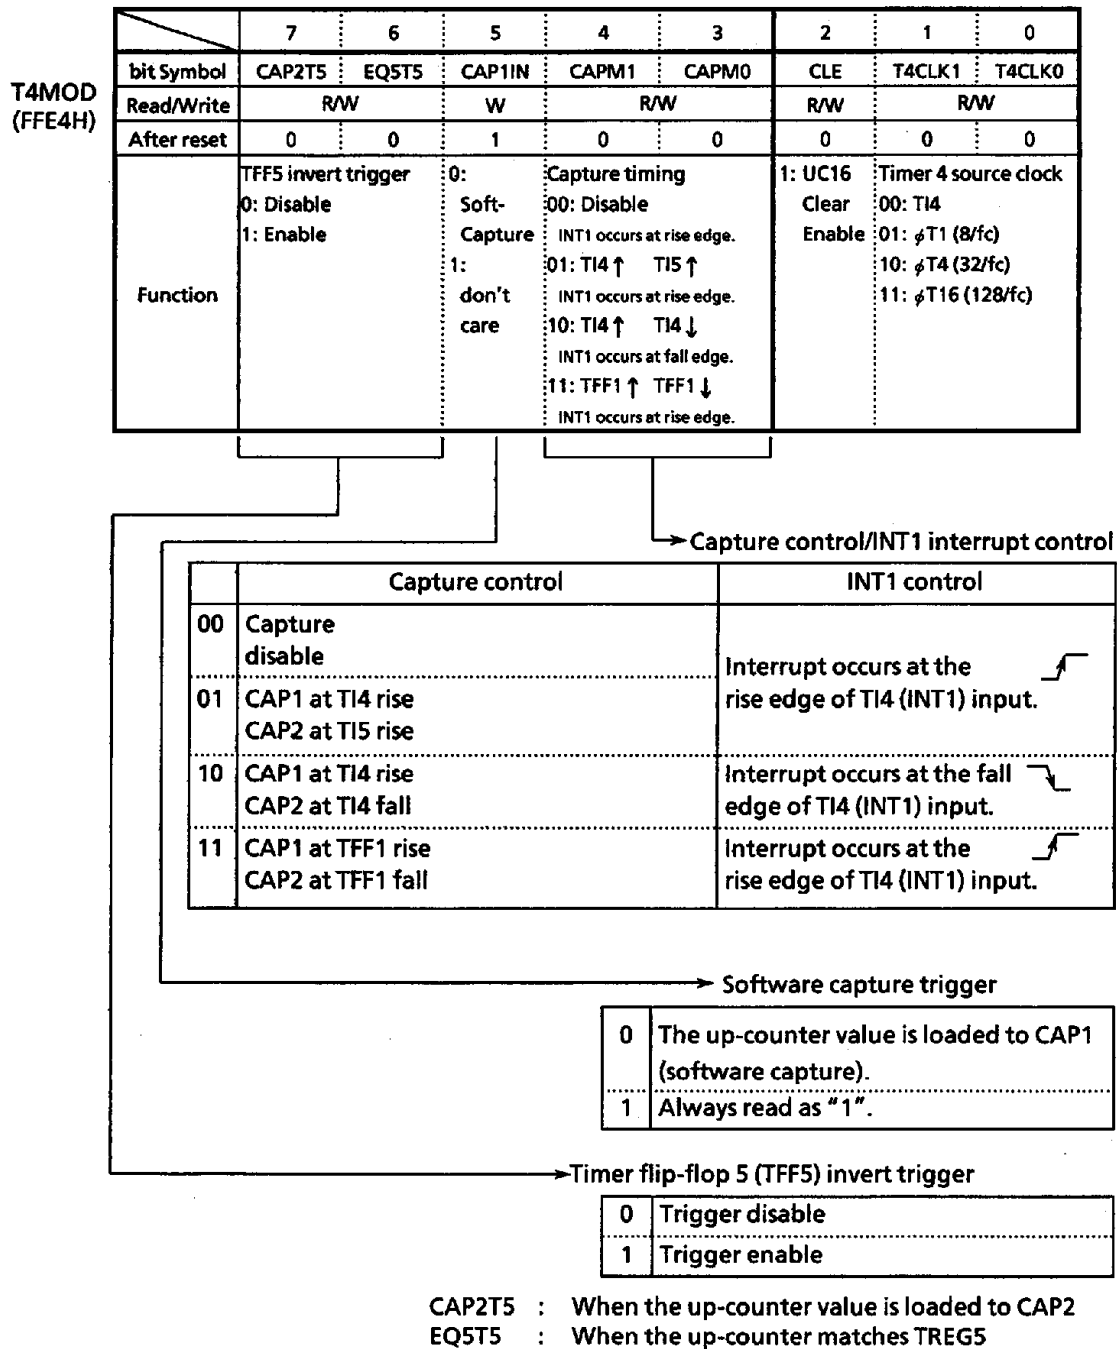 7 6 5 4 3 2 1 0
bit Symbol CAP2T5 EQ5T5 CAP1IN CAPM1 CAPM0 CLE T4CLK1 T4CLK0
T4MOD
(FFE4H)
Read/Write R/W W R/W R/W R/W
After reset 0 0 1 0 0 0 0 0
Function
TFF5 invert trigger
0: Disable
1: Enable
0:
Soft-
Capture
1:
don't
care
Capture timing
00: Disable
INT1 occurs at rise edge.
01: TI4↑ TI5↑
INT1 occurs at rise edge.
10: TI4↑ TI4↓
INT1 occurs at fall edge.
11: TFF1↑ TFF1↓
INT1 occurs at rise edge.
1: UC16
Clear
Enable
Timer 4 source clock
00: TI4
01: ϕT1 (8/fc)
10: ϕT4 (32/fc)
11: ϕT16 (128/fc)
Capture control/INT1 interrupt control
Capture control INT1 control
00 Capture
disable
01 CAP1 at TI4 rise
CAP2 at TI5 rise
Interrupt occurs at the
rise edge of TI4 (INT1) input.
10 CAP1 at TI4 rise
CAP2 at TI4 fall
Interrupt occurs at the fall
edge of TI4 (INT1) input.
11 CAP1 at TFF1 rise
CAP2 at TFF1 fall
Interrupt occurs at the
rise edge of TI4 (INT1) input.
Software capture trigger
0 The up-counter value is loaded to CAP1
(software capture).
1 Always read as "1".
Timer flip-flop 5 (TFF5) invert trigger
0 Trigger disable
1 Trigger enable
CAP2T5 : When the up-counter value is loaded to CAP2
EQ5T5 : When the up-counter matches TREG5